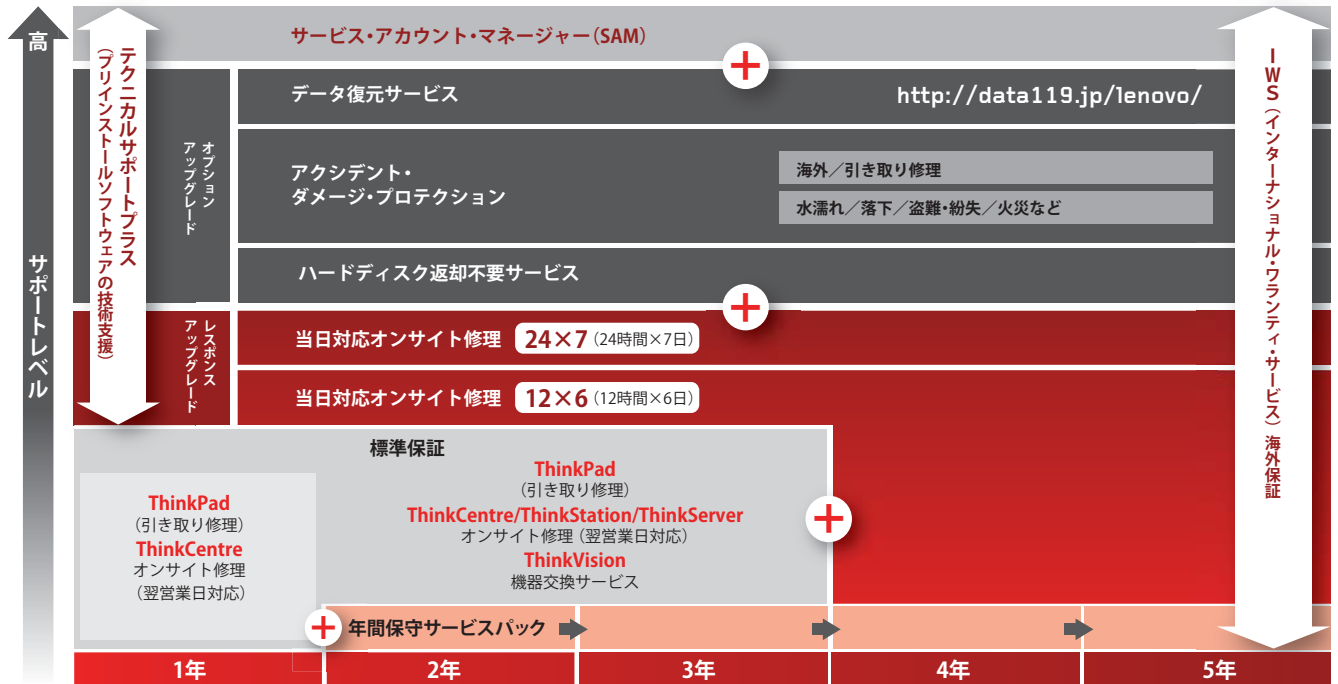 高
サポートレベル
テクニカルサポートプラス
(プリインストールソフトウェアの技術支援)
サービス・アカウント・マネージャー(SAM)
オプション
アップグレード
データ復元サービス
http://data119.jp/lenovo/
アクシデント・
ダメージ・プロテクション
海外／引き取り修理
水濡れ／落下／盗難・紛失／火災など
ハードディスク返却不要サービス
レスポンス
アップグレード
当日対応オンサイト修理 24×7(24時間×7日)
当日対応オンサイト修理 12×6(12時間×6日)
標準保証
ThinkPad
(引き取り修理)
ThinkCentre
オンサイト修理
(翌営業日対応)
ThinkPad
(引き取り修理)
ThinkCentre/ThinkStation/ThinkServer
オンサイト修理(翌営業日対応)
ThinkVision
機器交換サービス
年間保守サービスパック
IWS(インターナショナル・ワランティ・サービス)海外保証
1年
2年
3年
4年
5年